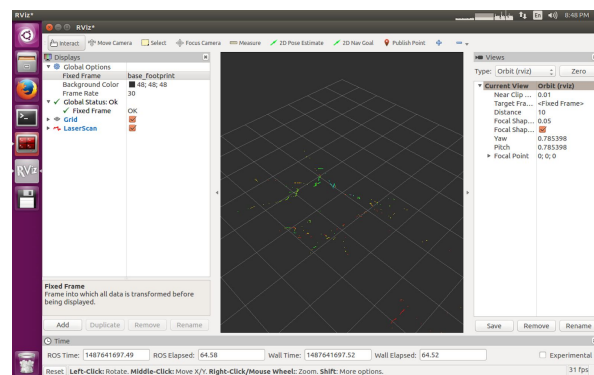 RViz*
En
8:48 PM
RViz*
Interact
Move Camera
Select
Focus Camera
Measure
2D Pose Estimate
2D Nav Goal
Publish Point
Displays
Global Options
Fixed Frame base_footprint
Background Color 48; 48; 48
Frame Rate 30
Global Status: Ok
Fixed Frame OK
Grid
LaserScan
Fixed Frame
Frame into which all data is transformed before
being displayed.
Add Duplicate Remove Rename
Views
Type: Orbit (rviz) Zero
Current View Orbit (rviz)
Near Clip ... 0.01
Target Fra... <Fixed Frame>
Distance 10
Focal Shap... 0.05
Focal Shap...
Yaw 0.785398
Pitch 0.785398
Focal Point 0; 0; 0
Save Remove Rename
RViz
Time
ROS Time: 1487641697.49 ROS Elapsed: 64.58 Wall Time: 1487641697.52 Wall Elapsed: 64.52 Experimental
Reset Left-Click: Rotate. Middle-Click: Move X/Y. Right-Click/Mouse Wheel:: Zoom. Shift: More options. 31 fps